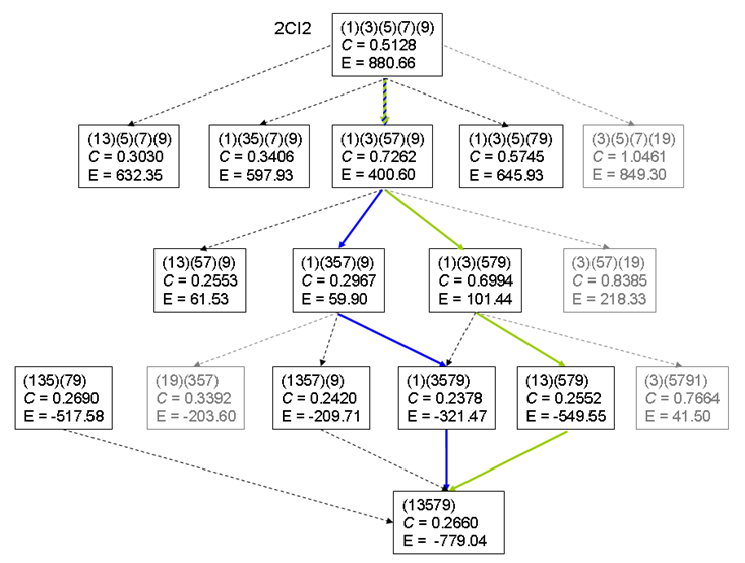 2CI2
(1)(3)(5)(7)(9)
C = 0.5128
E = 880.66
(13)(5)(7)(9)
C = 0.3030
E = 632.35
(1)(35)(7)(9)
C = 0.3406
E = 597.93
(1)(3)(57)(9)
C = 0.7262
E = 400.60
(1)(3)(5)(79)
C = 0.5745
E = 645.93
(3)(5)(7)(19)
C = 1.0461
E = 849.30
(13)(57)(9)
C = 0.2553
E = 61.53
(1)(357)(9)
C = 0.2967
E = 59.90
(1)(3)(579)
C = 0.6994
E = 101.44
(3)(57)(19)
C = 0.8385
E = 218.33
(135)(79)
C = 0.2690
E = -517.58
(19)(357)
C = 0.3392
E = -203.60
(1357)(9)
C = 0.2420
E = -209.71
(1)(3579)
C = 0.2378
E = -321.47
(13)(579)
C = 0.2552
E = -549.55
(3)(5791)
C = 0.7664
E = 41.50
(13579)
C = 0.2660
E = -779.04